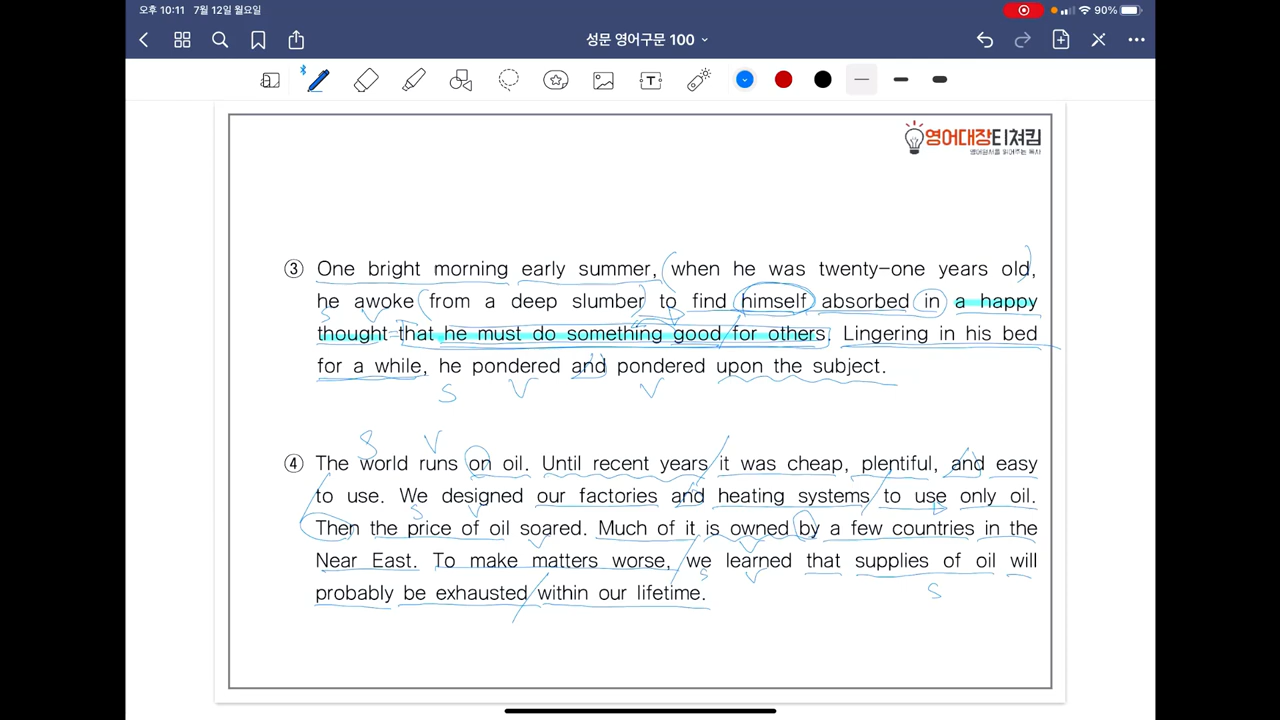 오후 10:11 7월 12일 월요일
90%
성문 영어구문 100
T
영어대장티쳐킴
③ One bright morning early summer, when he was twenty-one years old,
he awoke from a deep slumber to find himself absorbed in a happy
thought that he must do something good for others. Lingering in his bed
for a while, he pondered and pondered upon the subject.
S V V
S V
④ The world runs on oil. Until recent years it was cheap, plentiful, and easy
to use. We designed our factories and heating systems to use only oil.
Then the price of oil soared. Much of it is owned by a few countries in the
Near East. To make matters worse, we learned that supplies of oil will
probably be exhausted within our lifetime.